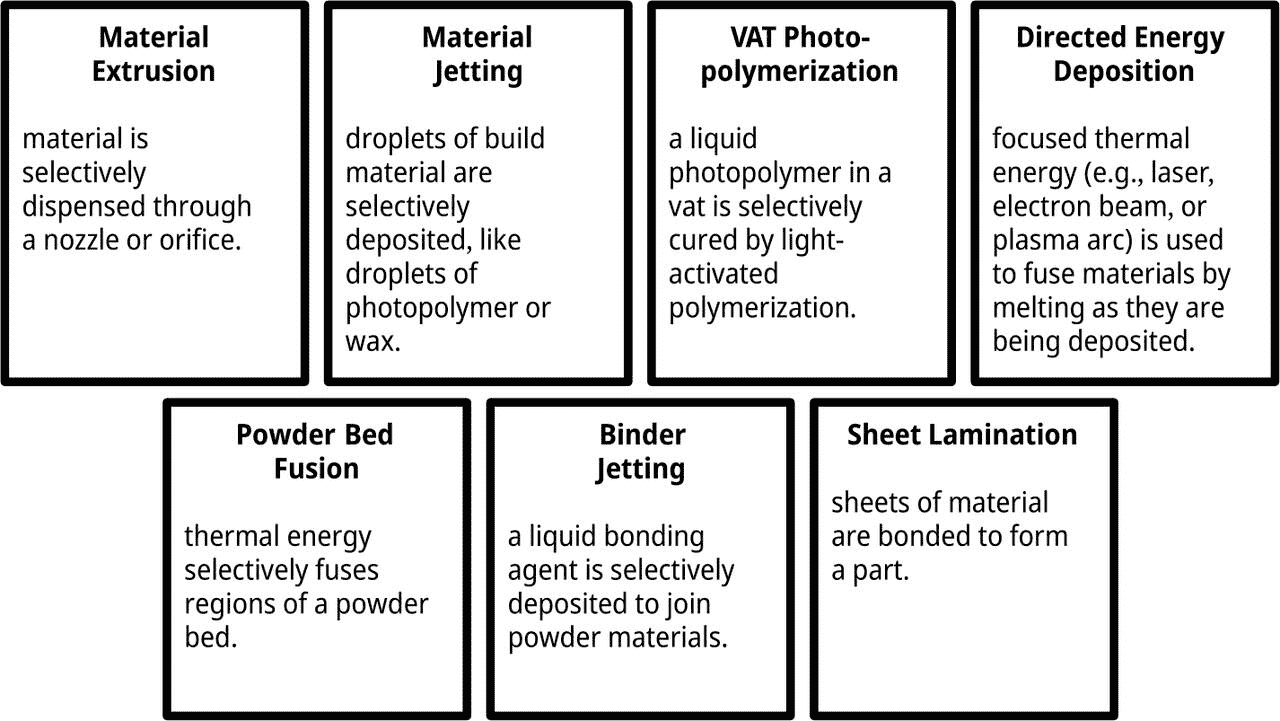 Material
Extrusion
material is
selectively
dispensed through
a nozzle or orifice.
Material
Jetting
droplets of build
material are
selectively
deposited, like
droplets of
photopolymer or
wax.
VAT Photo-
polymerization
a liquid
photopolymer in a
vat is selectively
cured by light-
activated
polymerization.
Directed Energy
Deposition
focused thermal
energy (e.g., laser,
electron beam, or
plasma arc) is used
to fuse materials by
melting as they are
being deposited.
Powder Bed
Fusion
thermal energy
selectively fuses
regions of a powder
bed.
Binder
Jetting
a liquid bonding
agent is selectively
deposited to join
powder materials.
Sheet Lamination
sheets of material
are bonded to form
a part.